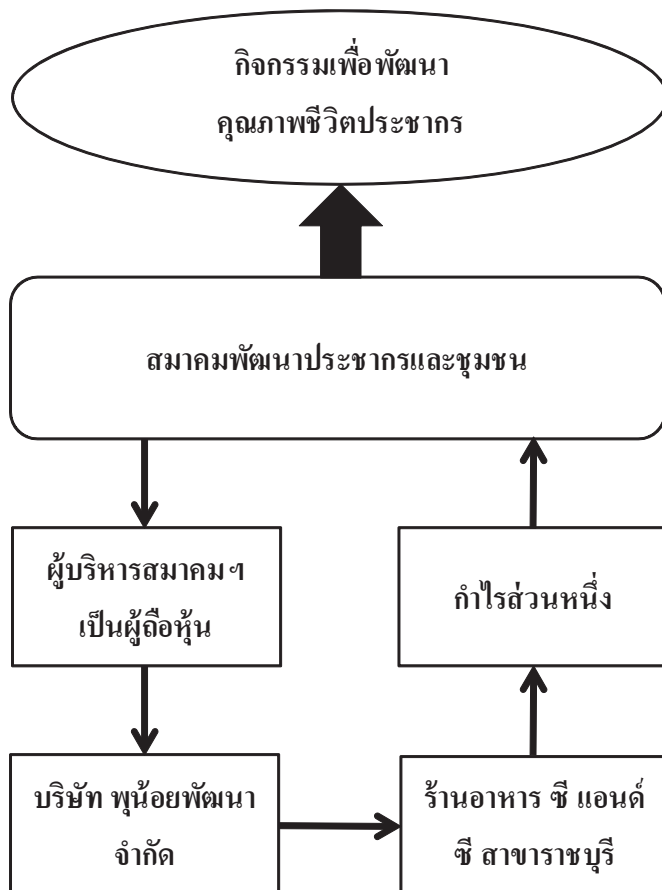 กิจกรรมเพื่อพัฒนา
คุณภาพชีวิตประชากร
สมาคมพัฒนาประชากรและชุมชน
ผู้บริหารสมาคมฯ
เป็นผู้ถือหุ้น
กำไรส่วนหนึ่ง
บริษัท พุน้อยพัฒนา
จำกัด
ร้านอาหาร ซี แอนด์
ซี สาขาราชบุรี